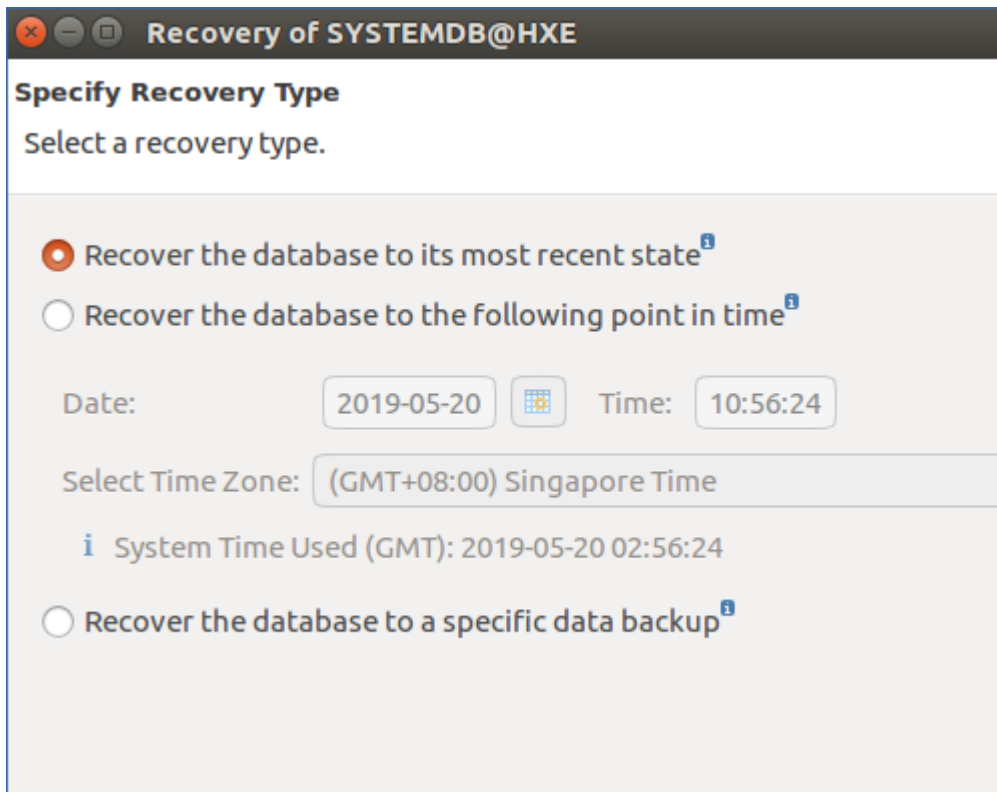 Recovery of SYSTEMDB@HXE
Specify Recovery Type
Select a recovery type.
Recover the database to its most recent state
Recover the database to the following point in time
Date: 2019-05-20 Time: 10:56:24
Select Time Zone: (GMT+08:00) Singapore Time
i System Time Used (GMT): 2019-05-20 02:56:24
Recover the database to a specific data backup